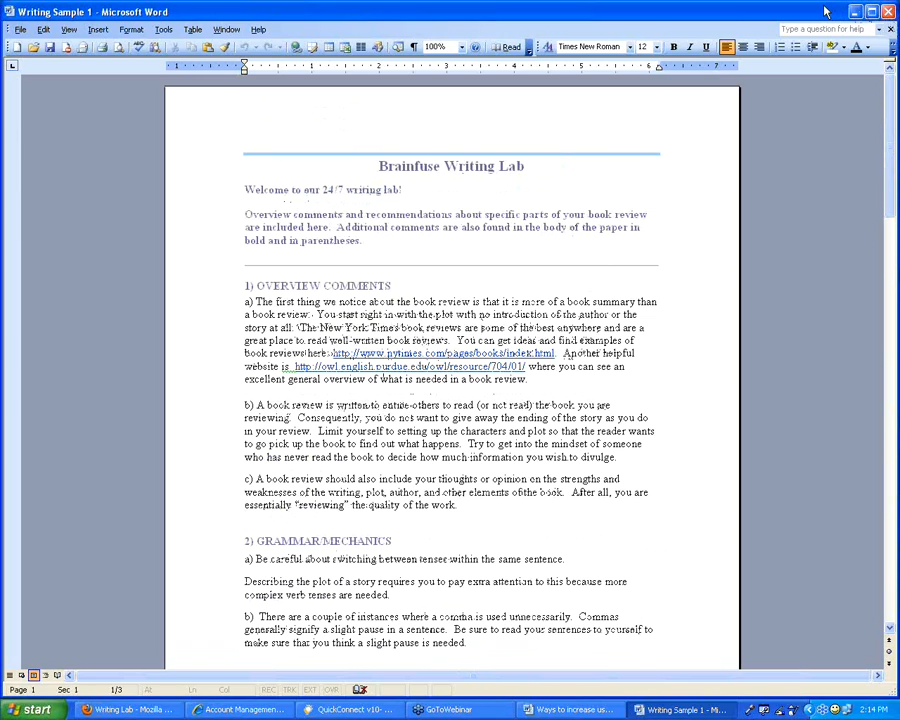 Writing Sample 1 - Microsoft Word
File Edit View Insert Format Tools Table Window Help
Type a question for help
100% Read Times New Roman 12 B I U
1 1 2 3 4 5 6 7
Brainfuse Writing Lab
Welcome to our 24/7 writing lab!
Overview comments and recommendations about specific parts of your book review
are included here. Additional comments are also found in the body of the paper in
bold and in parentheses.
1) OVERVIEW COMMENTS
a) The first thing we notice about the book review is that it is more of a book summary than
a book review. You start right in with the plot with no introduction of the author or the
story at all. The New York Times book reviews are some of the best anywhere and are a
great place to read well-written book reviews. You can get ideas and find examples of
book reviews here: http://www.nytimes.com/pages/books/index.html. Another helpful
website is http://owl.english.purdue.edu/owl/resource/704/01/ where you can see an
excellent general overview of what is needed in a book review.
b) A book review is written to entice others to read (or not read) the book you are
reviewing. Consequently, you do not want to give away the ending of the story as you do
in your review. Limit yourself to setting up the characters and plot so that the reader wants
to go pick up the book to find out what happens. Try to get into the mindset of someone
who has never read the book to decide how much information you wish to divulge.
c) A book review should also include your thoughts or opinion on the strengths and
weaknesses of the writing, plot, author, and other elements of the book. After all, you are
essentially "reviewing" the quality of the work.
2) GRAMMAR/MECHANICS
a) Be careful about switching between tenses within the same sentence.
Describing the plot of a story requires you to pay extra attention to this because more
complex verb tenses are needed.
b) There are a couple of instances where a comma is used unnecessarily. Commas
generally signify a slight pause in a sentence. Be sure to read your sentences to yourself to
make sure that you think a slight pause is needed.
Page 1 Sec 1 1/3 At Ln Col REC TRK EXT OVR
start Writing Lab - Mozilla ... Account Managemen... QuickConnect v10- ... GoToWebinar Ways to increase us... Writing Sample 1 - Mi... 2:14 PM